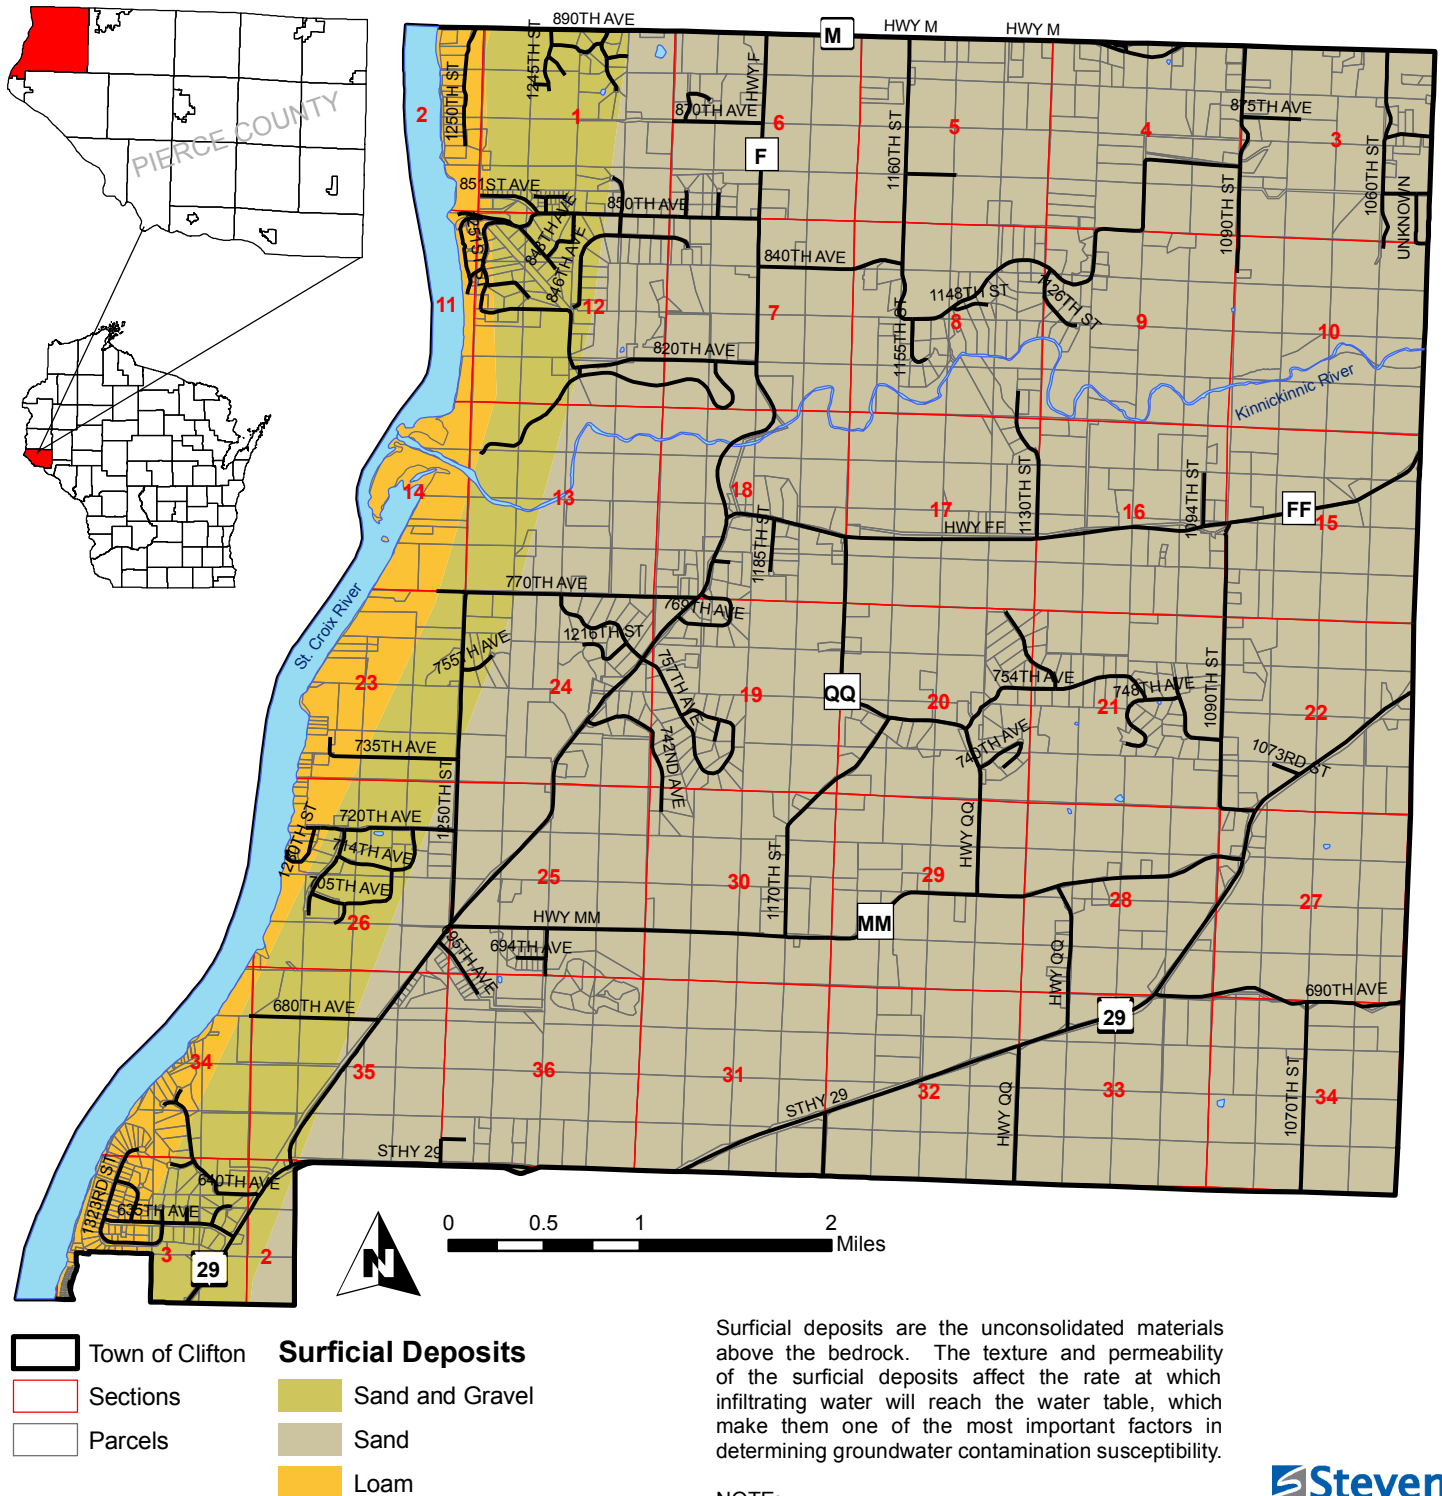 890TH AVE
HWY M
HWY M
M
PIERCE COUNTY
1245TH ST
1250TH ST
HWY F
870TH AVE
875TH AVE
2
1
6
5
4
3
F
1160TH ST
1060TH ST
1090TH ST
UNKNOWN
851ST AVE
850TH AVE
848TH AVE
846TH AVE
840TH AVE
1148TH ST
1126TH ST
1155TH ST
11
12
7
8
9
10
820TH AVE
Kinnickinnic River
14
13
18
17
16
15
1130TH ST
1094TH ST
FF
HWY FF
1185TH ST
770TH AVE
769TH AVE
St. Croix River
1216TH ST
755TH AVE
757TH AVE
754TH AVE
748TH AVE
1090TH ST
23
24
19
QQ
20
21
22
742ND AVE
740TH AVE
735TH AVE
1073RD ST
1250TH ST
1260TH ST
720TH AVE
714TH AVE
705TH AVE
HWY QQ
1170TH ST
26
25
30
29
28
27
HWY MM
MM
695TH AVE
694TH AVE
HWY QQ
690TH AVE
680TH AVE
29
34
35
36
31
32
33
34
STHY 29
HWY QQ
1070TH ST
STHY 29
640TH AVE
1323RD ST
635TH AVE
3
2
29
N
0 0.5 1 2
Miles
Town of Clifton
Sections
Parcels
Surficial Deposits
Sand and Gravel
Sand
Loam
Surficial deposits are the unconsolidated materials
above the bedrock. The texture and permeability
of the surficial deposits affect the rate at which
infiltrating water will reach the water table, which
make them one of the most important factors in
determining groundwater contamination susceptibility.
NOTE:
Steven